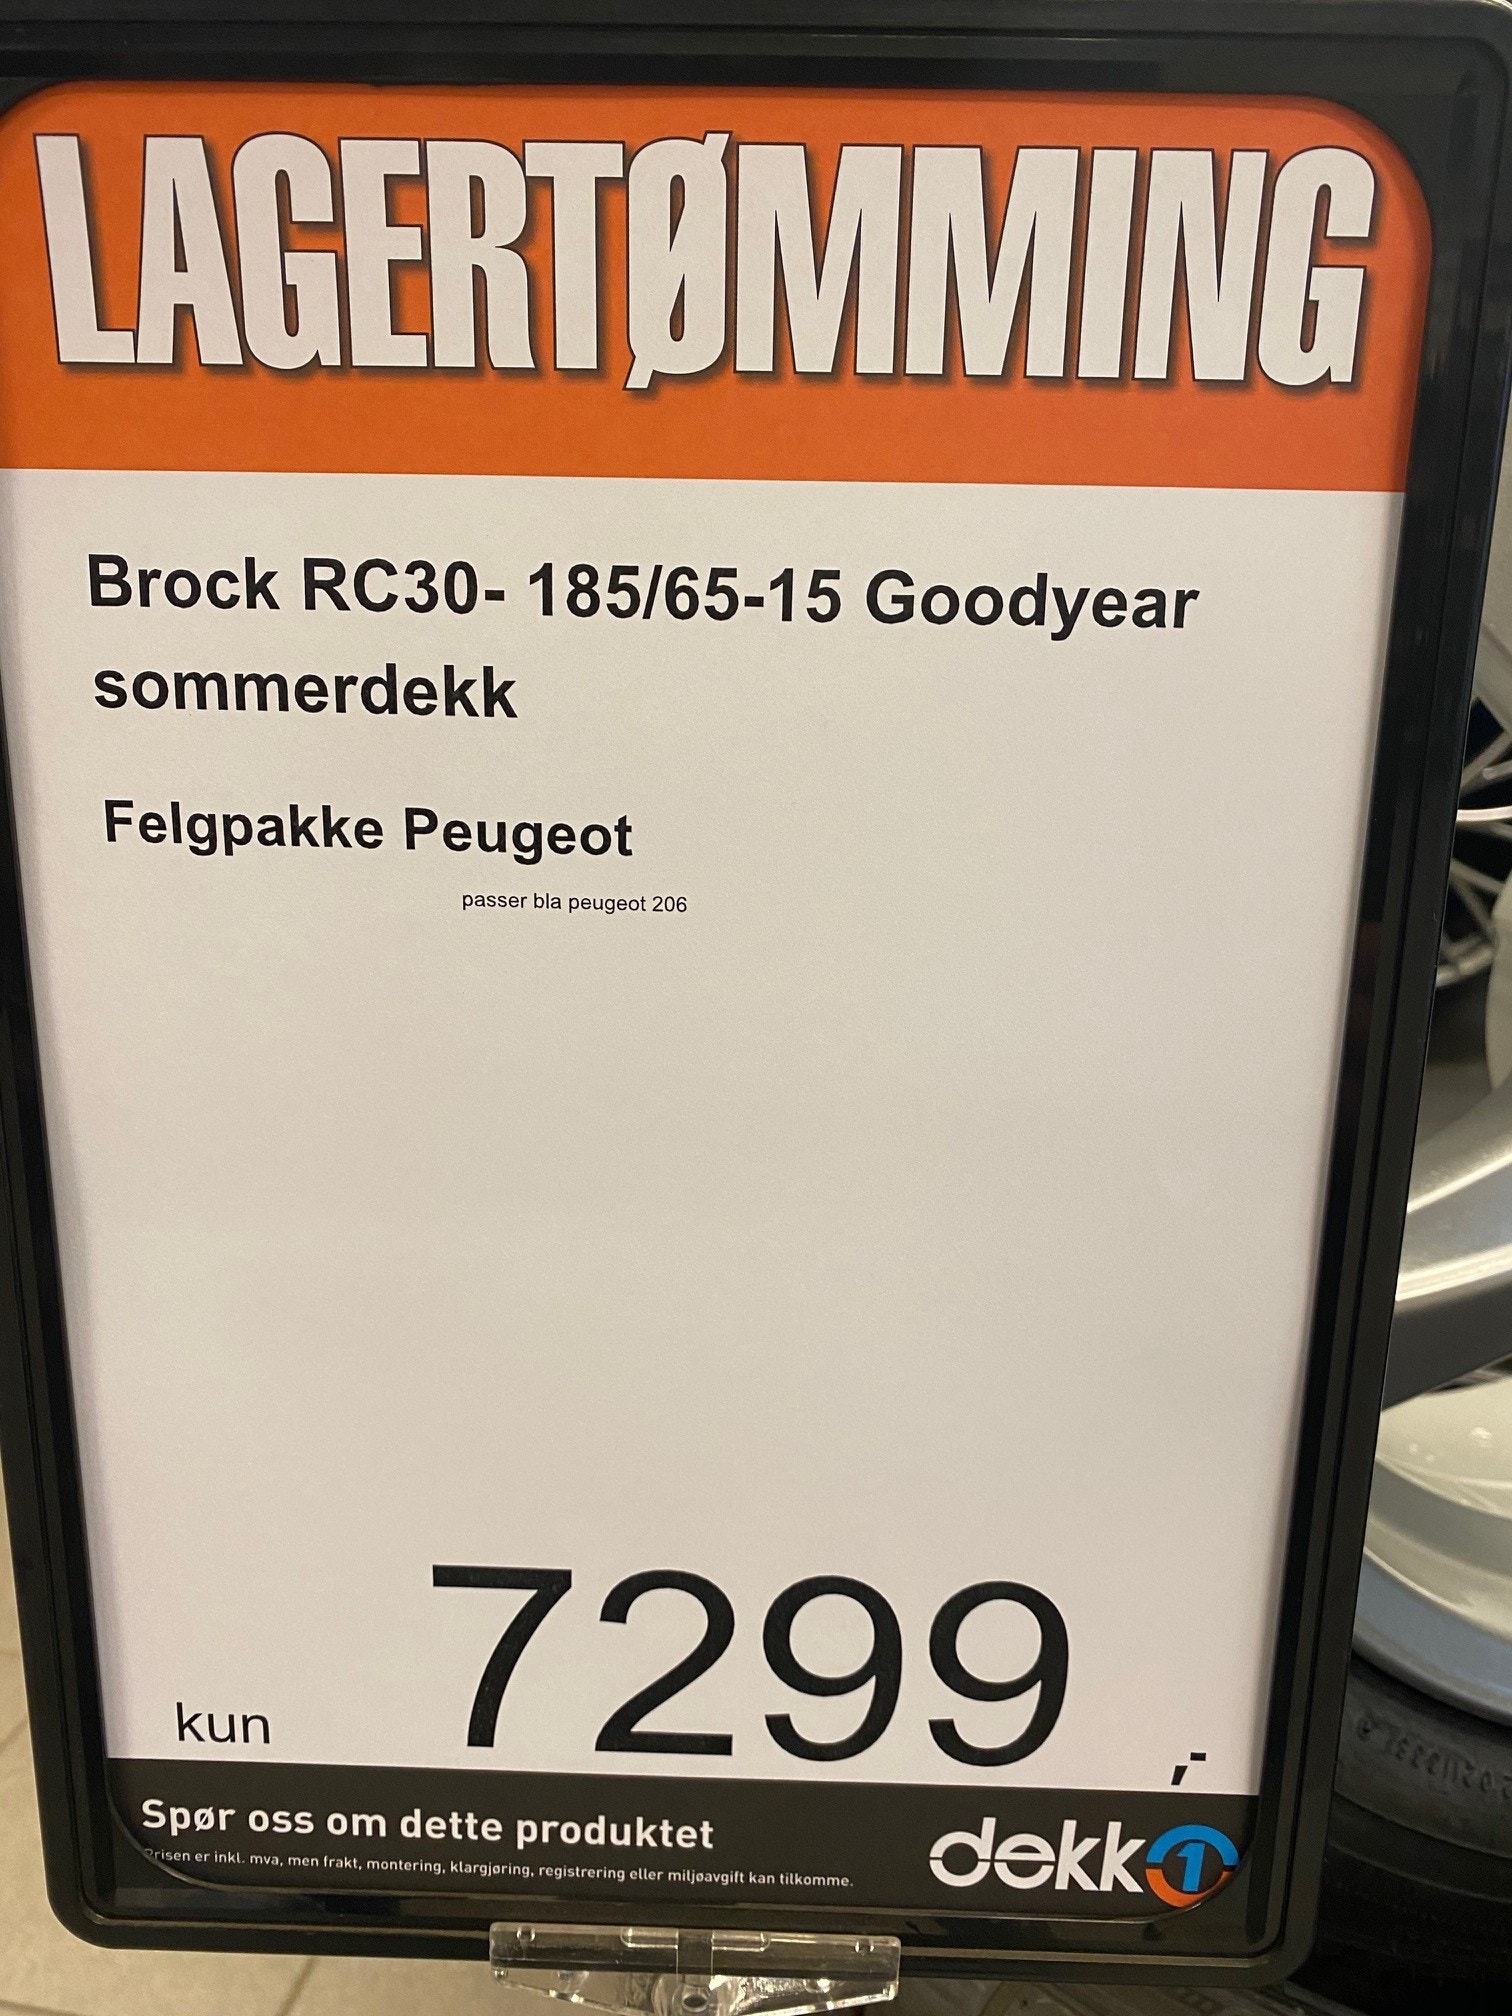 LAGERTØMMING
Brock RC30- 185/65-15 Goodyear
sommerdekk
Felgpakke Peugeot
passer bla peugeot 206
kun 7299 ,-
Spør oss om dette produktet
Prisen er inkl. mva, men frakt, montering, klargjøring, registrering eller miljøavgift kan tilkomme.
dekk1